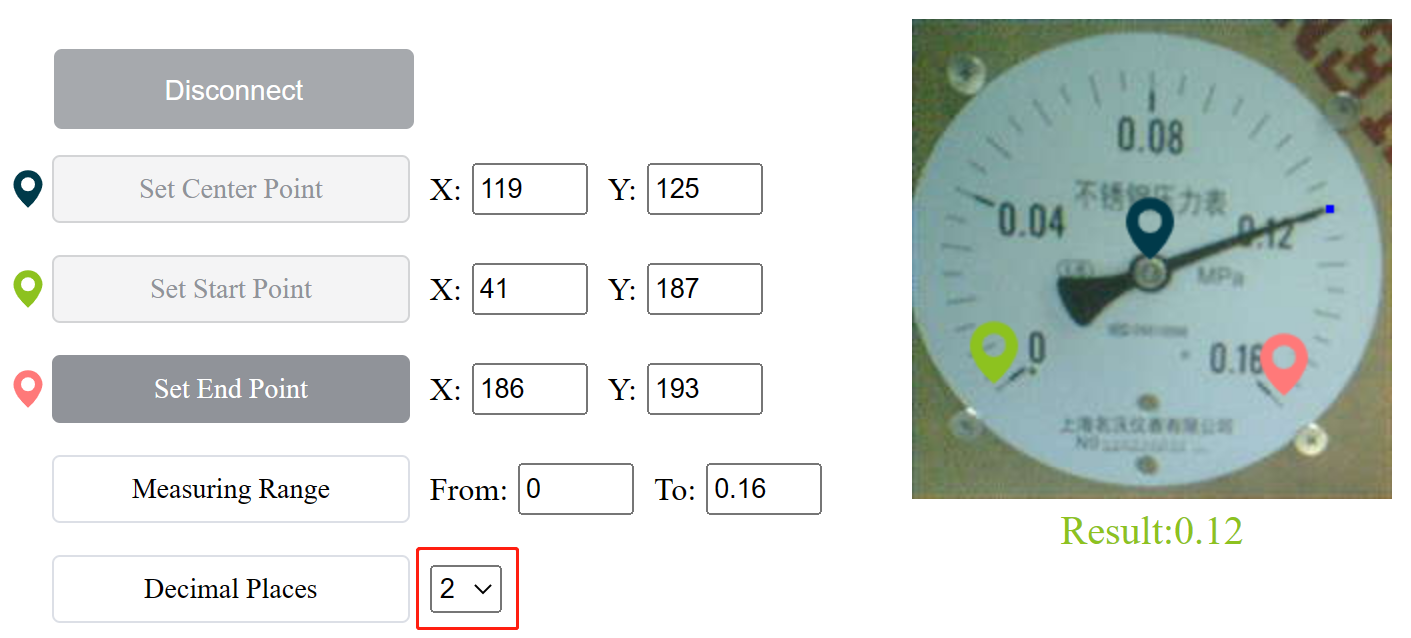 Disconnect
Set Center Point X: 119 Y: 125
Set Start Point X: 41 Y: 187
Set End Point X: 186 Y: 193
Measuring Range From: 0 To: 0.16
Decimal Places 2
0.08
不锈钢压力表
0.04
0.12
MPa
0
0.16
上海名沃仪表有限公司
Result:0.12